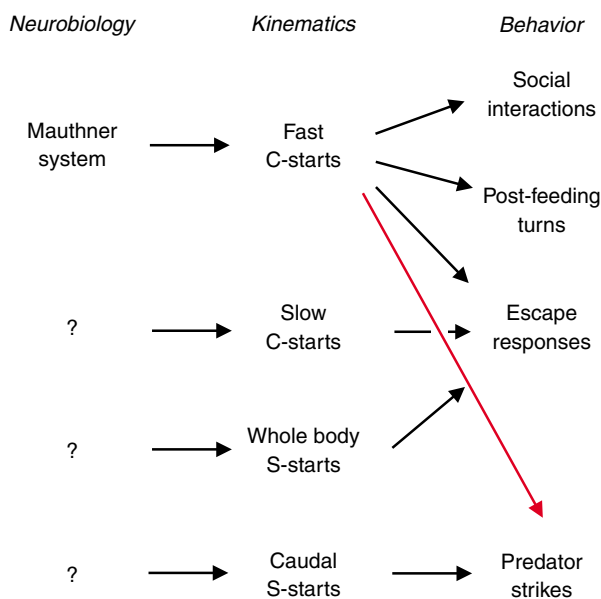 Neurobiology
Kinematics
Behavior
Social
interactions
Mauthner
system
Fast
C-starts
Post-feeding
turns
?
Slow
C-starts
Escape
responses
?
Whole body
S-starts
?
Caudal
S-starts
Predator
strikes